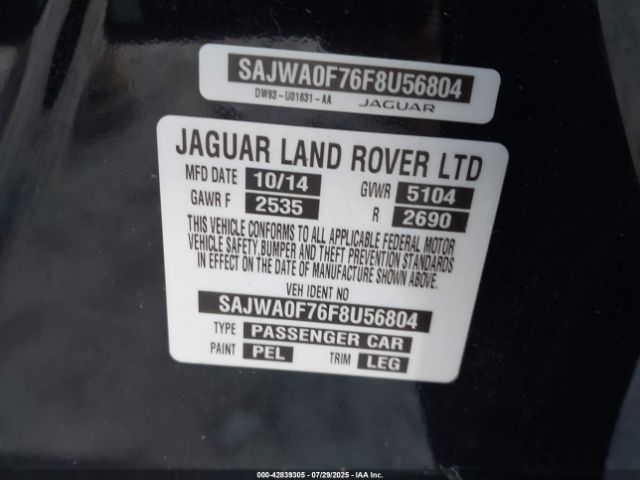 SAJWA0F76F8U56804
DW93-U01631-AA JAGUAR
JAGUAR LAND ROVER LTD
MFD DATE 10/14 GVWR 5104
GAWR F 2535 R 2690
THIS VEHICLE CONFORMS TO ALL APPLICABLE FEDERAL MOTOR
VEHICLE SAFETY,BUMPER AND THEFT PREVENTION STANDARDS
IN EFFECT ON THE DATE OF MANUFACTURE SHOWN ABOVE.
VEH IDENT NO
SAJWA0F76F8U56804
TYPE PASSENGER CAR
PAINT PEL TRIM LEG
000-42839305 - 07/29/2025 - IAAI, Inc.